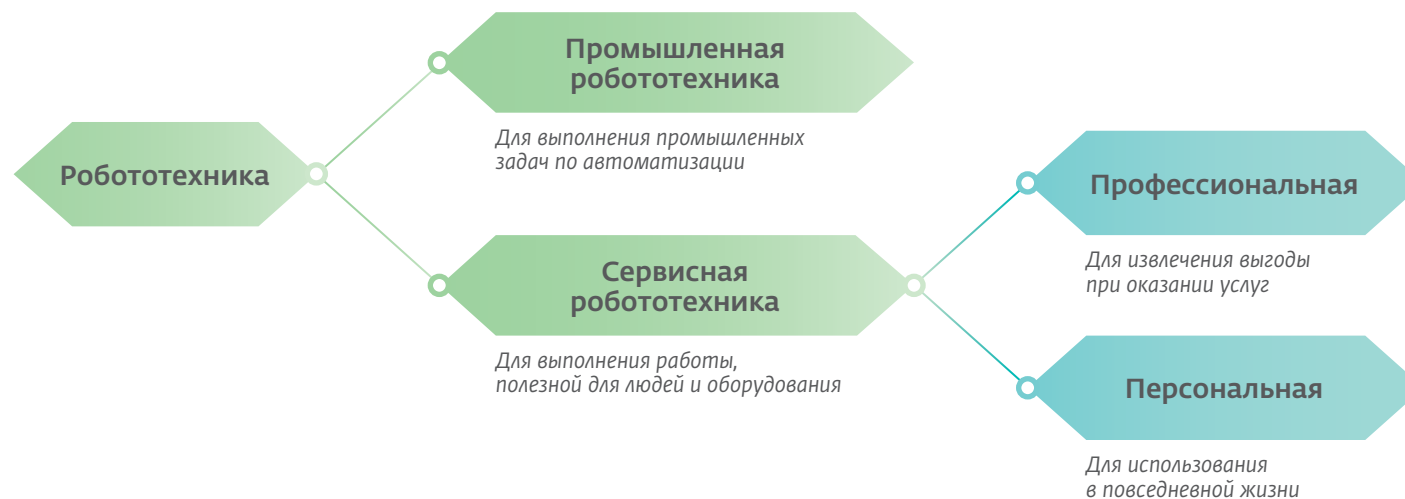 Робототехника
Промышленная
робототехника
Для выполнения промышленных
задач по автоматизации
Сервисная
робототехника
Для выполнения работы,
полезной для людей и оборудования
Профессиональная
Для извлечения выгоды
при оказании услуг
Персональная
Для использования
в повседневной жизни